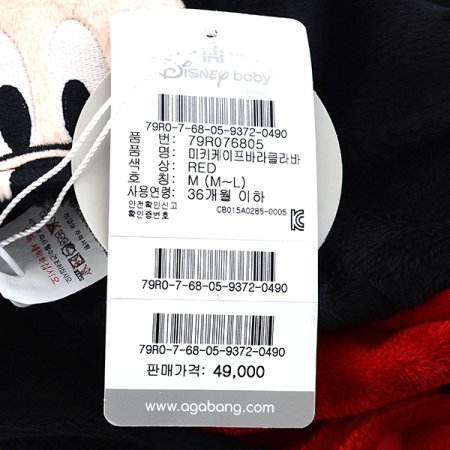 Disney baby
79R0-7-68-05-9372-0490
품 번: 79R076805
품 명: 미키케이프바라클라바
색 상: RED
호 칭: M (M~L)
사용연령: 36개월 이하
안전확인신고
확인증번호 CB015A0285-0005
79R0-7-68-05-9372-0490
79R0-7-68-05-9372-0490
판매가격: 49,000
www.agabang.com